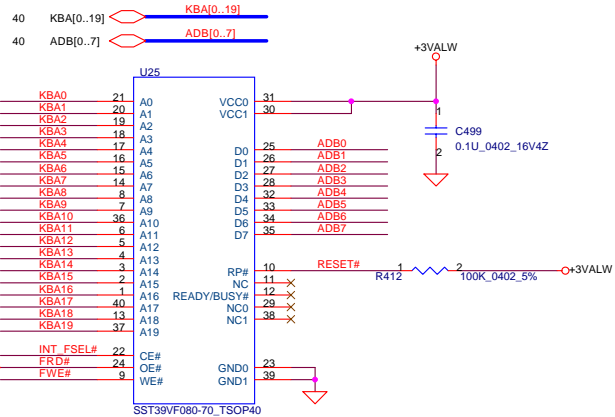 40 KBA[0..19] KBA[0..19]
40 ADB[0..7] ADB[0..7]
+3VALW
U25
KBA0 21 A0 VCC0 31
KBA1 20 A1 VCC1 30
KBA2 19 A2
KBA3 18 A3
KBA4 17 A4 D0 25 ADB0
KBA5 16 A5 D1 26 ADB1
KBA6 15 A6 D2 27 ADB2
KBA7 14 A7 D3 28 ADB3
KBA8 8 A8 D4 32 ADB4
KBA9 7 A9 D5 33 ADB5
KBA10 36 A10 D6 34 ADB6
KBA11 6 A11 D7 35 ADB7
KBA12 5 A12
KBA13 4 A13
KBA14 3 A14 RP# 10 RESET#
KBA15 2 A15 NC 11
KBA16 1 A16 READY/BUSY# 12
KBA17 40 A17 NC0 29
KBA18 13 A18 NC1 38
KBA19 37 A19
INT_FSEL# 22 CE#
FRD# 24 OE# GND0 23
FWE# 9 WE# GND1 39
SST39VF080-70_TSOP40
1
C499
0.1U_0402_16V4Z
2
R412 1 2 100K_0402_5% +3VALW